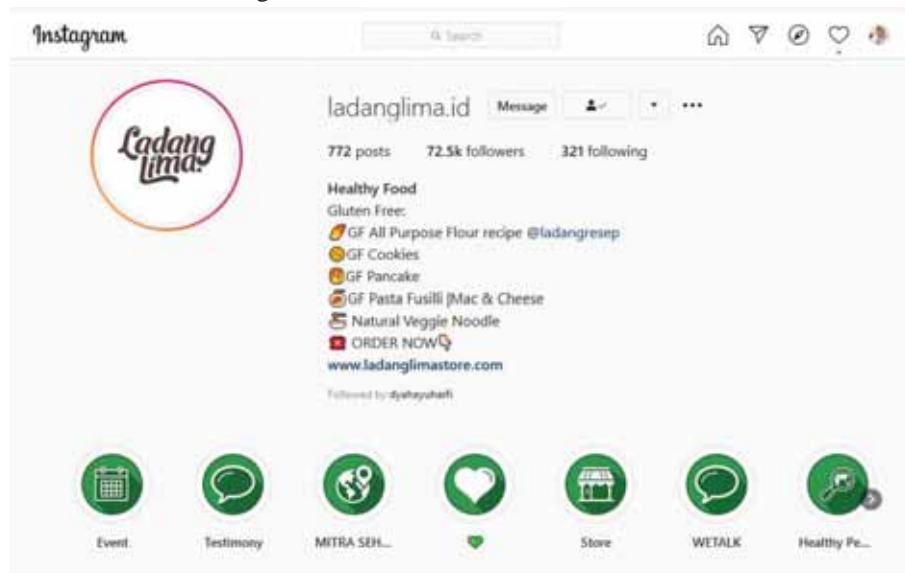 Instagram
Search
ladanglima.id Message
Ladang
lima
772 posts 72.5k followers 321 following
Healthy Food
Gluten Free:
GF All Purpose Flour recipe @ladangresep
GF Cookies
GF Pancake
GF Pasta Fusilli |Mac & Cheese
Natural Veggie Noodle
ORDER NOW
www.ladanglimastore.com
Followed by
Event Testimony MITRA SEH... Store WETALK Healthy Pe...